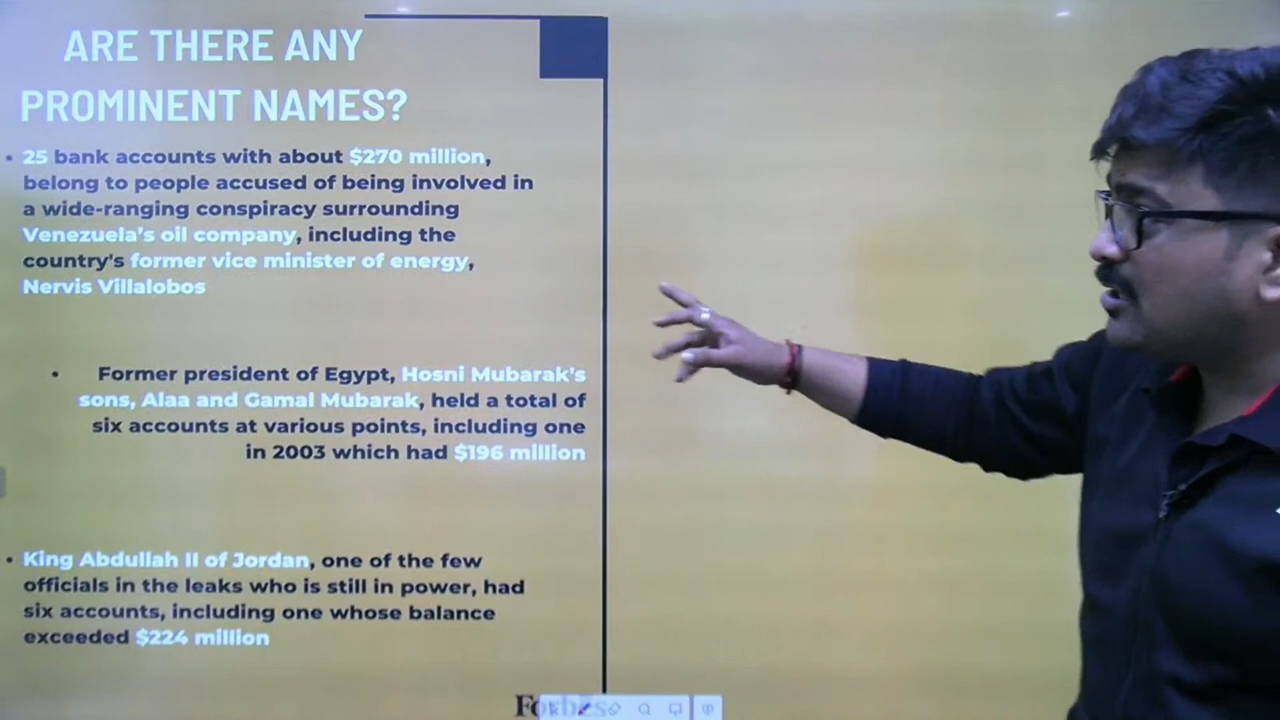 ARE THERE ANY
PROMINENT NAMES?
• 25 bank accounts with about $270 million,
belong to people accused of being involved in
a wide-ranging conspiracy surrounding
Venezuela's oil company, including the
country's former vice minister of energy,
Nervis Villalobos
• Former president of Egypt, Hosni Mubarak's
sons, Alaa and Gamal Mubarak, held a total of
six accounts at various points, including one
in 2003 which had $196 million
• King Abdullah II of Jordan, one of the few
officials in the leaks who is still in power, had
six accounts, including one whose balance
exceeded $224 million
Forbes